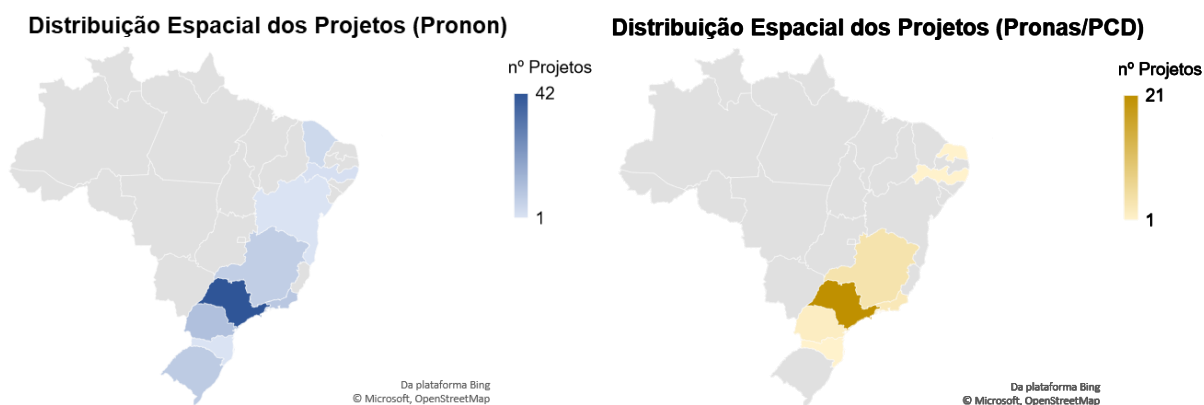 Distribuição Espacial dos Projetos (Pronon)
nº Projetos
42
1
Da plataforma Bing
© Microsoft, OpenStreetMap
Distribuição Espacial dos Projetos (Pronas/PCD)
nº Projetos
21
1
Da plataforma Bing
© Microsoft, OpenStreetMap